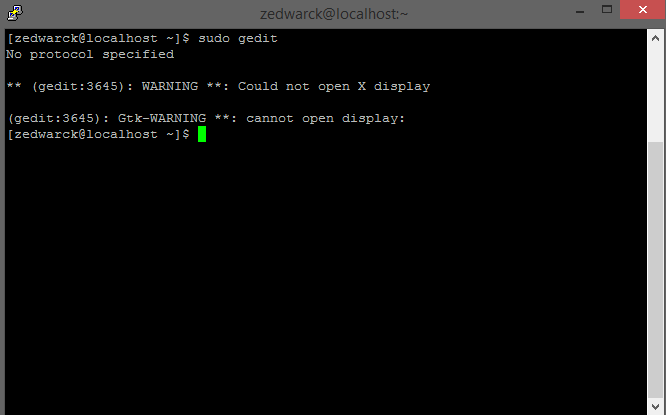 zedwarck@localhost:~
[zedwarck@localhost ~]$ sudo gedit
No protocol specified
** (gedit:3645): WARNING **: Could not open X display
(gedit:3645): Gtk-WARNING **: cannot open display:
[zedwarck@localhost ~]$